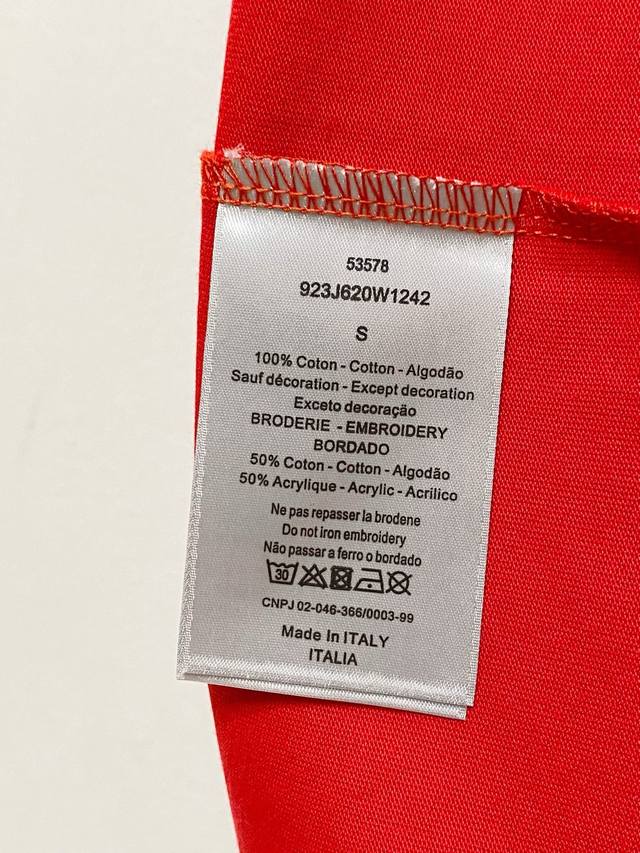 53578
923J620W1242
S
100% Coton - Cotton - Algodão
Sauf décoration - Except decoration
Exceto decoração
BRODERIE - EMBROIDERY
BORDADO
50% Coton - Cotton - Algodão
50% Acrylique - Acrylic - Acrilico
Ne pas repasser la brodene
Do not iron embroidery
Não passar a ferro o bordado
30
CNPJ 02-046-366/0003-99
Made In ITALY
ITALIA